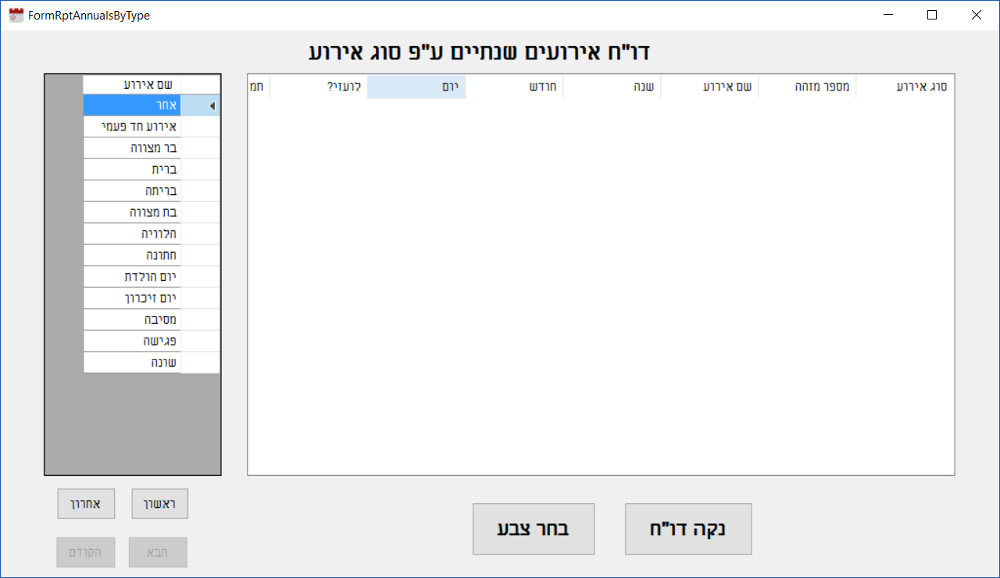 FormRptAnnualsByType
דו"ח אירועים שנתיים ע"פ סוג אירוע
סוג אירוע מספר מזהה שם אירוע שנה חודש יום לועזי? תמ
שם אירוע
אחר
אירוע חד פעמי
בר מצווה
ברית
בריתה
בת מצווה
הלוויה
חתונה
יום הולדת
יום זיכרון
מסיבה
פגישה
שונה
ראשון אחרון
הבא הקודם
נקה דו"ח בחר צבע